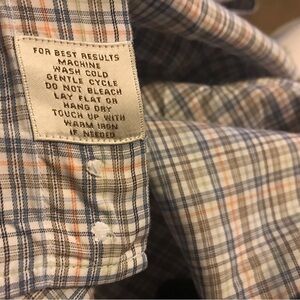 FOR BEST RESULTS
MACHINE
WASH COLD
GENTLE CYCLE
DO NOT BLEACH
LAY FLAT OR
HANG DRY
TOUCH UP WITH
WARM IRON
IF NEEDED